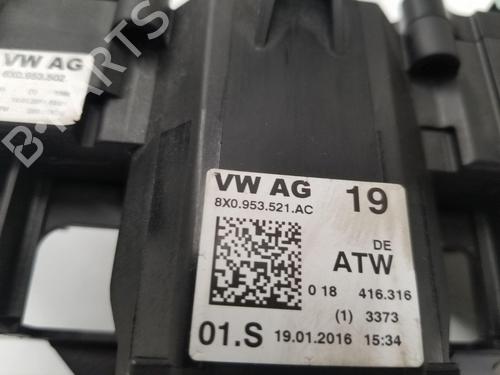 VW AG
8X0.953.502
VW AG 19
8X0.953.521.AC
DE
ATW
0 18 416.316
(1) 3373
01.S 19.01.2016 15:34
B-PARTS